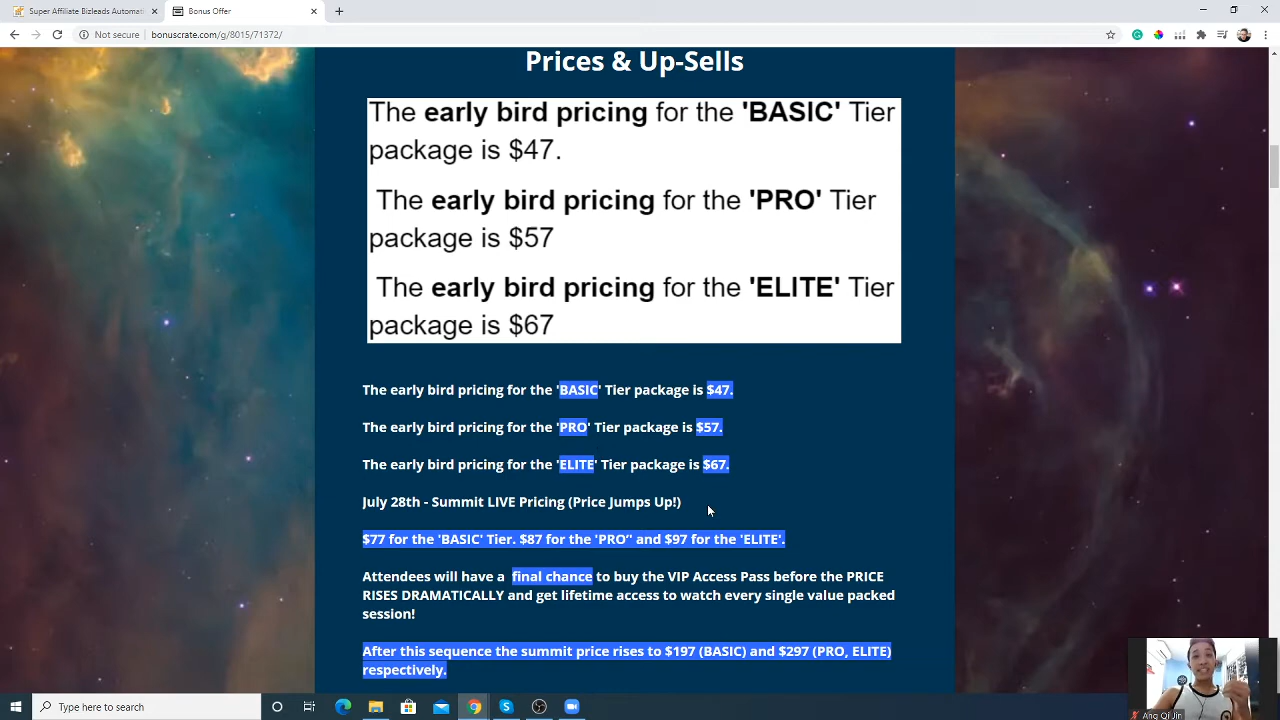 Super Affiliate Bizleads Automati
Bonus Offer
Not secure | bonuscrate.com/g/8015/71372/
Prices & Up-Sells
The early bird pricing for the 'BASIC' Tier
package is $47.
The early bird pricing for the 'PRO' Tier
package is $57
The early bird pricing for the 'ELITE' Tier
package is $67
The early bird pricing for the 'BASIC' Tier package is $47.
The early bird pricing for the 'PRO' Tier package is $57.
The early bird pricing for the 'ELITE' Tier package is $67.
July 28th - Summit LIVE Pricing (Price Jumps Up!)
$77 for the 'BASIC' Tier. $87 for the 'PRO" and $97 for the 'ELITE'.
Attendees will have a final chance to buy the VIP Access Pass before the PRICE
RISES DRAMATICALLY and get lifetime access to watch every single value packed
session!
After this sequence the summit price rises to $197 (BASIC) and $297 (PRO, ELITE)
respectively.
Type here to search
Ang Qi Jin